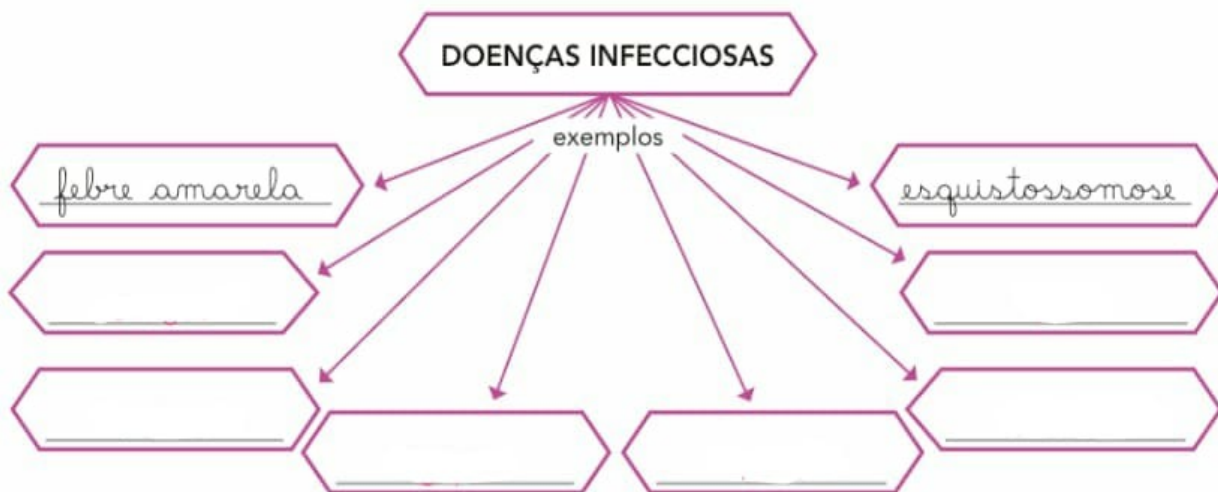 DOENÇAS INFECCIOSAS
exemplos
febre amarela
esquistossomose